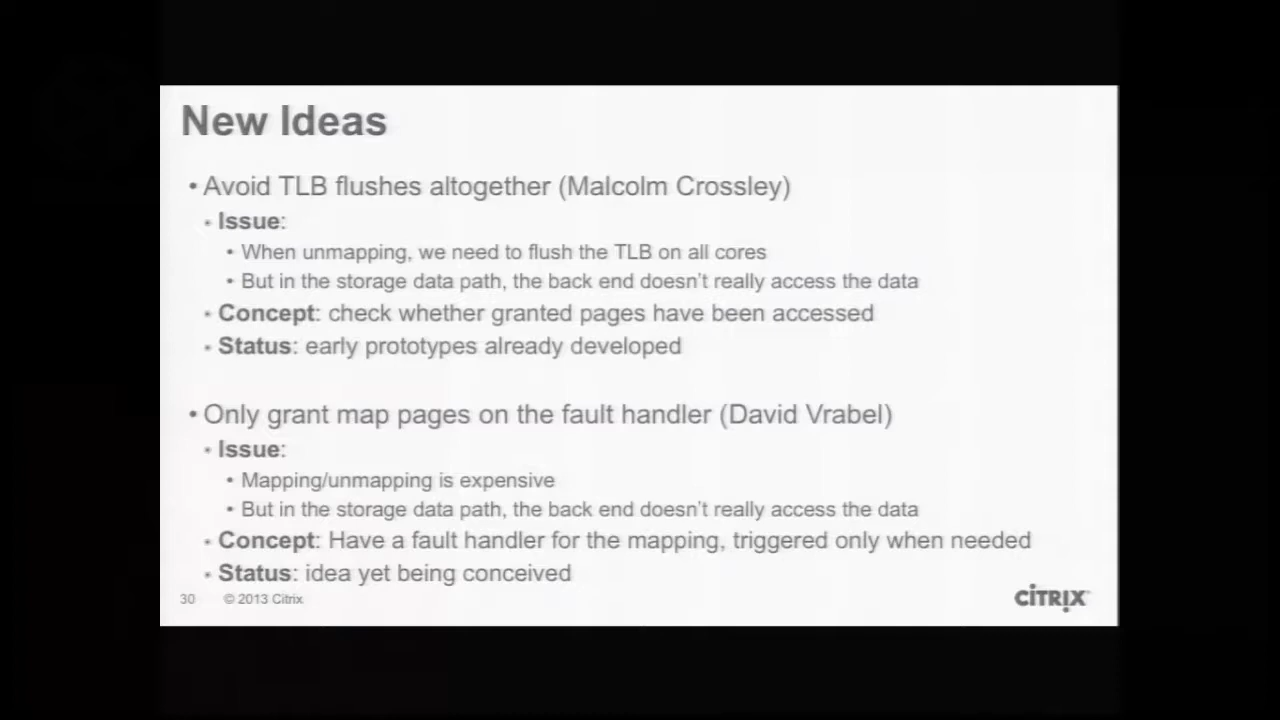 New Ideas
• Avoid TLB flushes altogether (Malcolm Crossley)
• Issue:
• When unmapping, we need to flush the TLB on all cores
• But in the storage data path, the back end doesn't really access the data
• Concept: check whether granted pages have been accessed
• Status: early prototypes already developed
• Only grant map pages on the fault handler (David Vrabel)
• Issue:
• Mapping/unmapping is expensive
• But in the storage data path, the back end doesn't really access the data
• Concept: Have a fault handler for the mapping, triggered only when needed
• Status: idea yet being conceived
30 © 2013 Citrix
CİTRIX